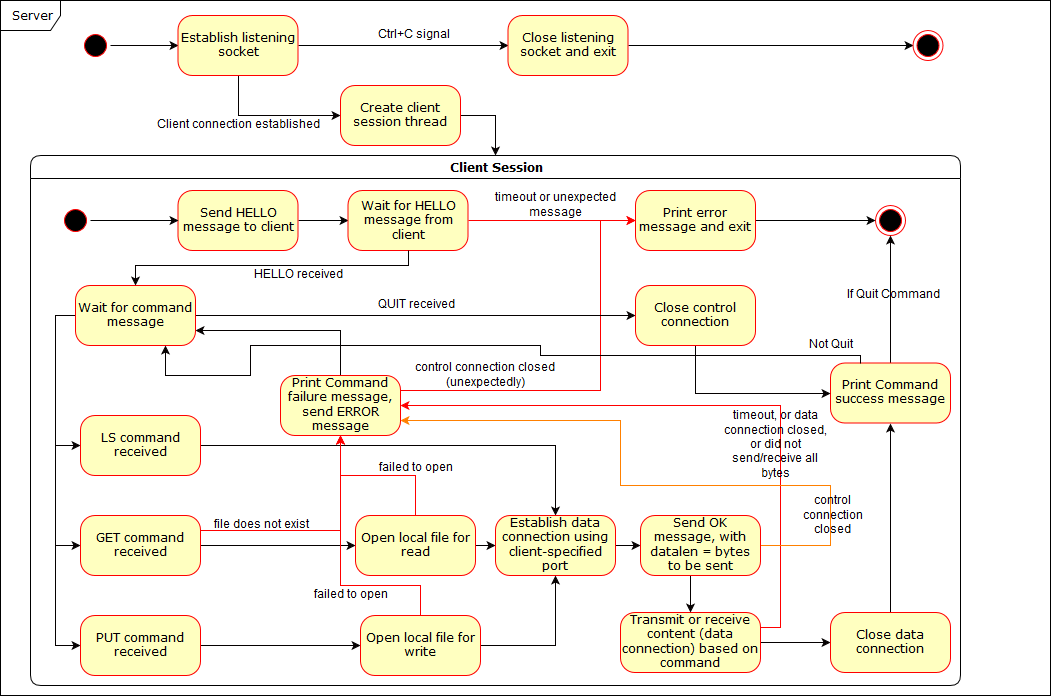 Server
Establish listening
socket
Ctrl+C signal
Close listening
socket and exit
Client connection established
Create client
session thread
Client Session
Send HELLO
message to client
Wait for HELLO
message from
client
timeout or unexpected
message
Print error
message and exit
HELLO received
Wait for command
message
QUIT received
Close control
connection
If Quit Command
Not Quit
Print Command
failure message,
send ERROR
message
control connection closed
(unexpectedly)
Print Command
success message
timeout, or data
connection closed,
or did not
send/receive all
bytes
LS command
received
failed to open
control
connection
closed
GET command
received
file does not exist
Open local file for
read
Establish data
connection using
client-specified
port
Send OK
message, with
datalen = bytes
to be sent
failed to open
PUT command
received
Open local file for
write
Transmit or receive
content (data
connection) based on
command
Close data
connection